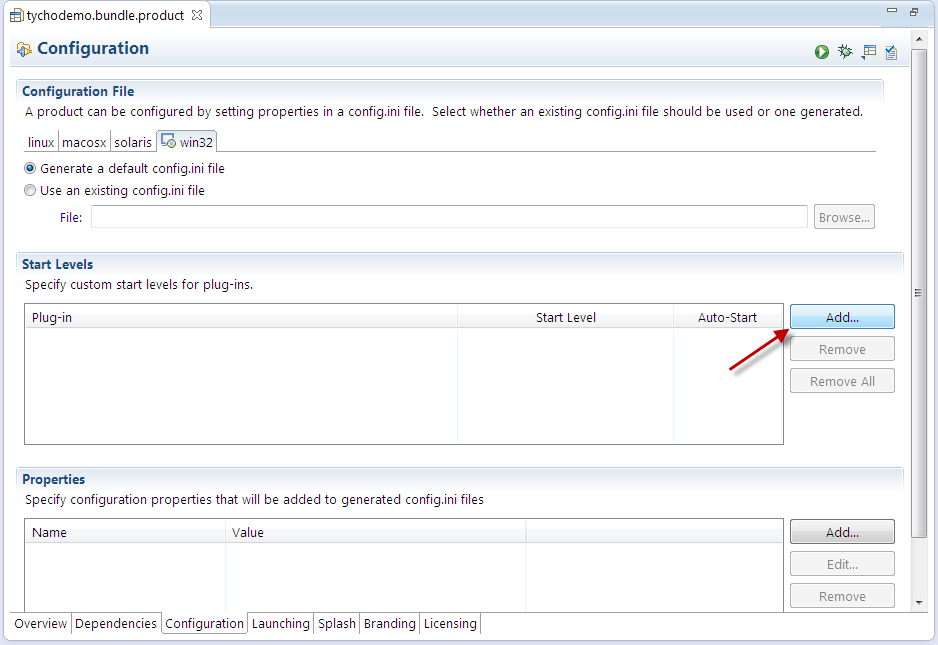 tychodemo.bundle.product
Configuration
Configuration File
A product can be configured by setting properties in a config.ini file.  Select whether an existing config.ini file should be used or one generated.
linux macosx solaris win32
Generate a default config.ini file
Use an existing config.ini file
File: Browse...
Start Levels
Specify custom start levels for plug-ins.
Plug-in Start Level Auto-Start Add...
Remove
Remove All
Properties
Specify configuration properties that will be added to generated config.ini files
Name Value Add...
Edit...
Remove
Overview Dependencies Configuration Launching Splash Branding Licensing